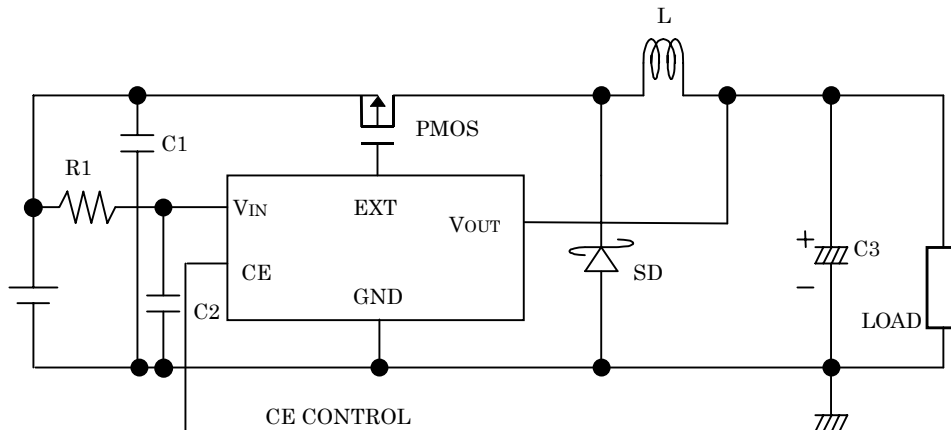 L
PMOS
C1
R1
VIN
EXT
VOUT
CE
SD
C3
+
−
GND
C2
LOAD
CE CONTROL